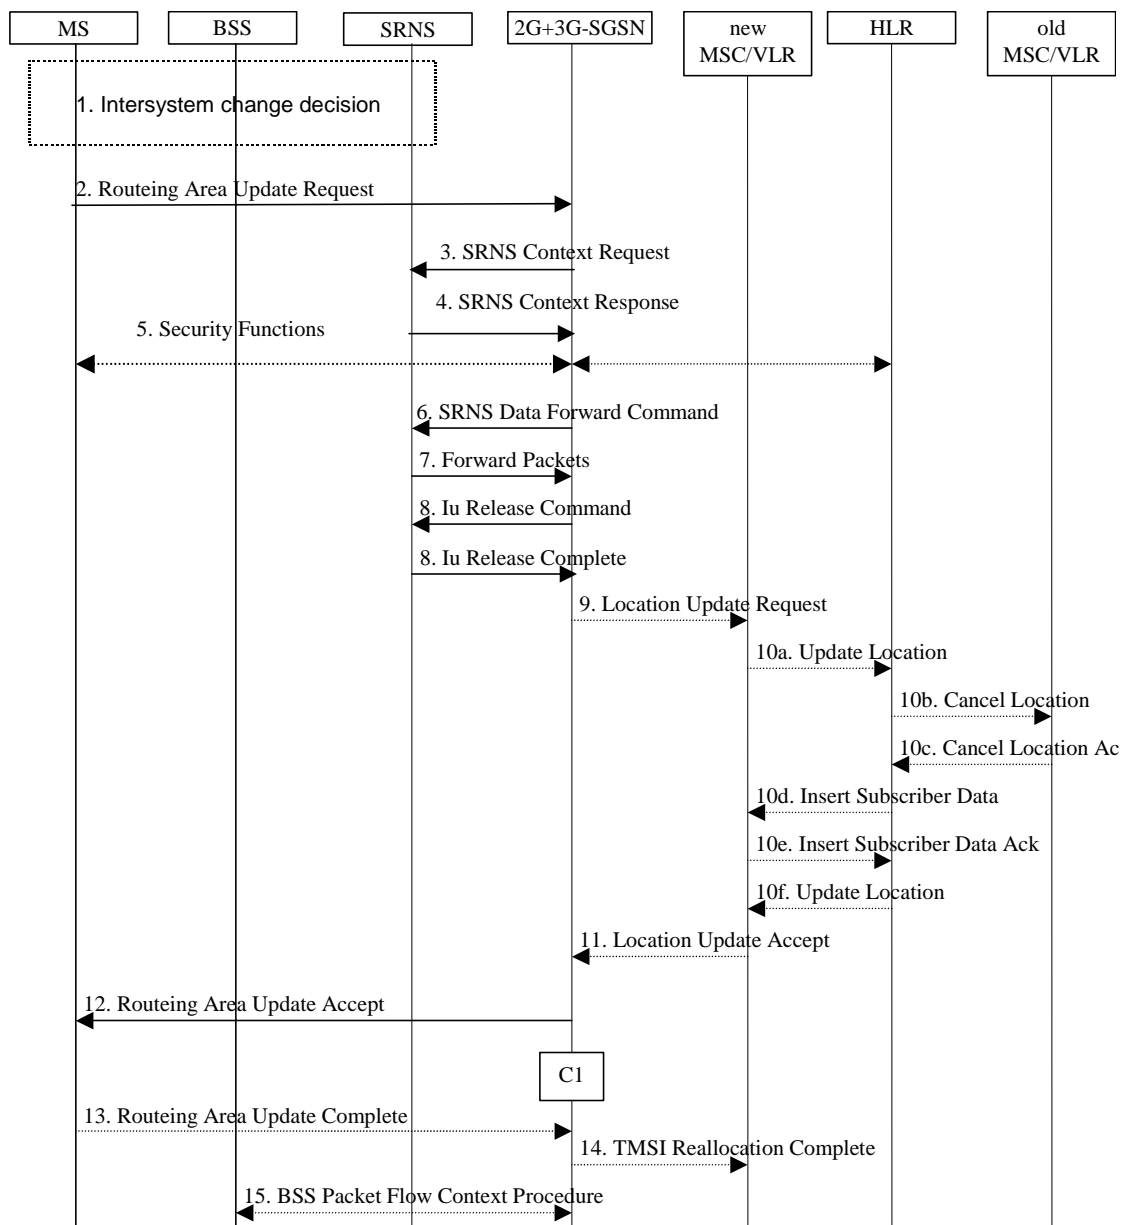 MS
BSS
SRNS
2G+3G-SGSN
new
MSC/VLR
HLR
old
MSC/VLR
1. Intersystem change decision
2. Routeing Area Update Request
3. SRNS Context Request
4. SRNS Context Response
5. Security Functions
6. SRNS Data Forward Command
7. Forward Packets
8. Iu Release Command
8. Iu Release Complete
9. Location Update Request
10a. Update Location
10b. Cancel Location
10c. Cancel Location Ac
10d. Insert Subscriber Data
10e. Insert Subscriber Data Ack
10f. Update Location
11. Location Update Accept
12. Routeing Area Update Accept
C1
13. Routeing Area Update Complete
14. TMSI Reallocation Complete
15. BSS Packet Flow Context Procedure